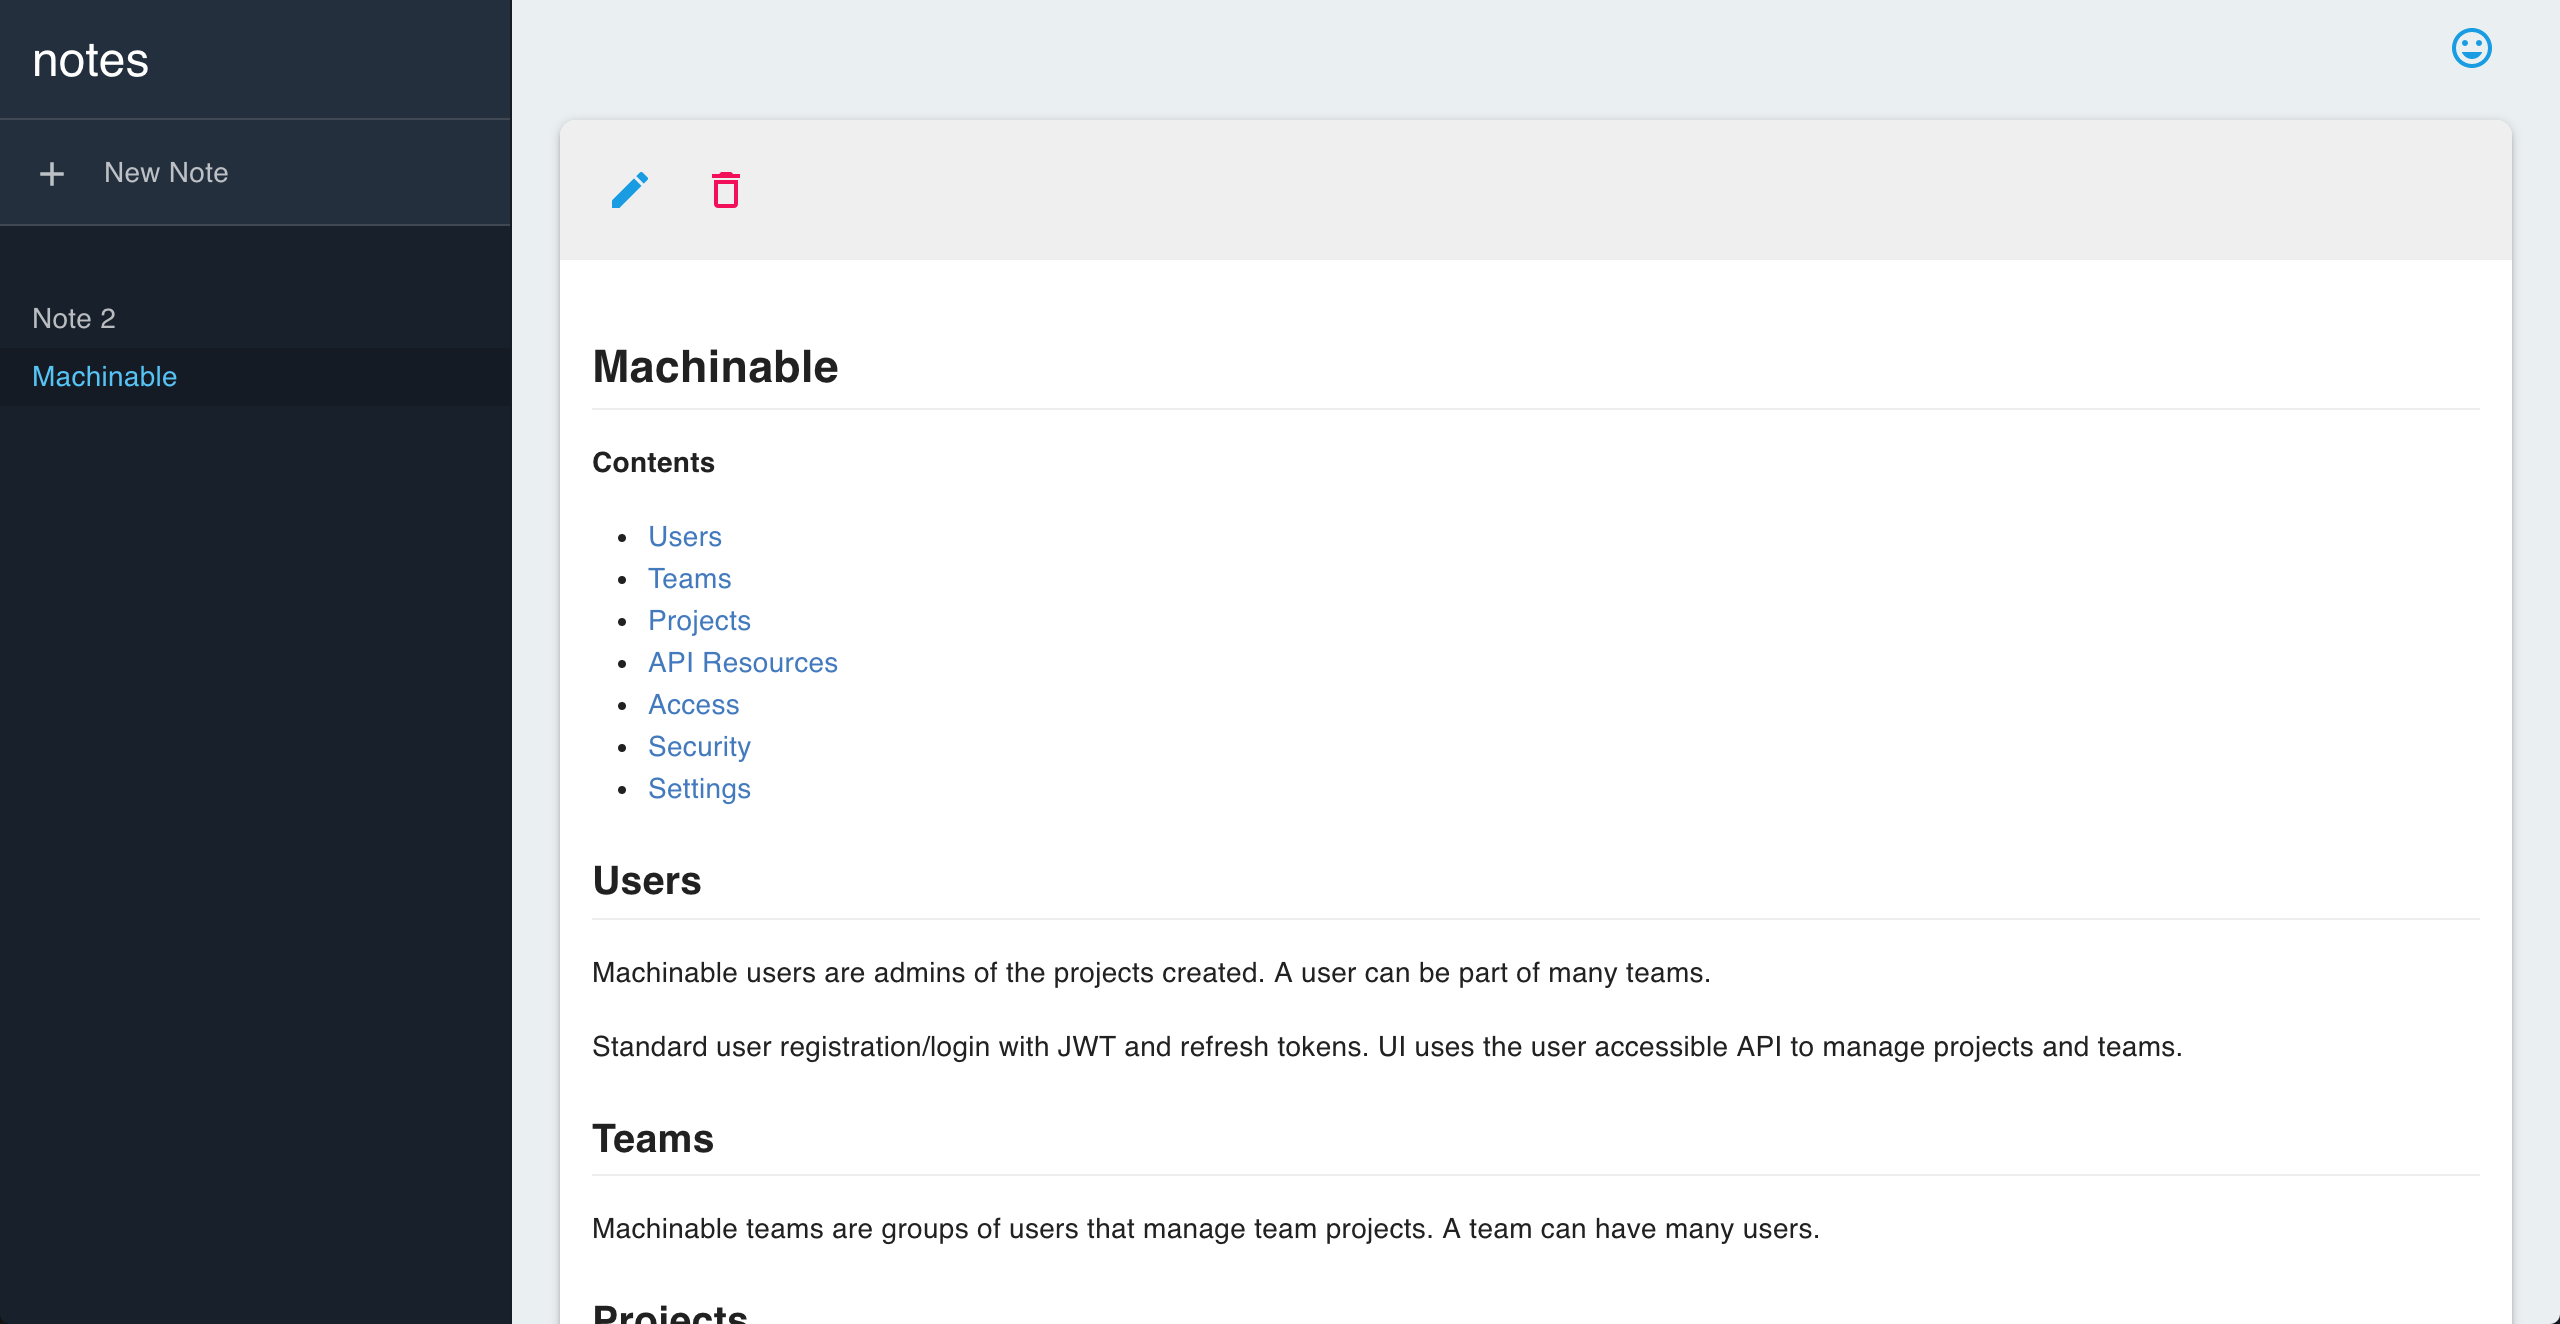 notes
New Note
Note 2
Machinable
Machinable
Contents
Users
Teams
Projects
API Resources
Access
Security
Settings
Users
Machinable users are admins of the projects created. A user can be part of many teams.
Standard user registration/login with JWT and refresh tokens. UI uses the user accessible API to manage projects and teams.
Teams
Machinable teams are groups of users that manage team projects. A team can have many users.
Projects